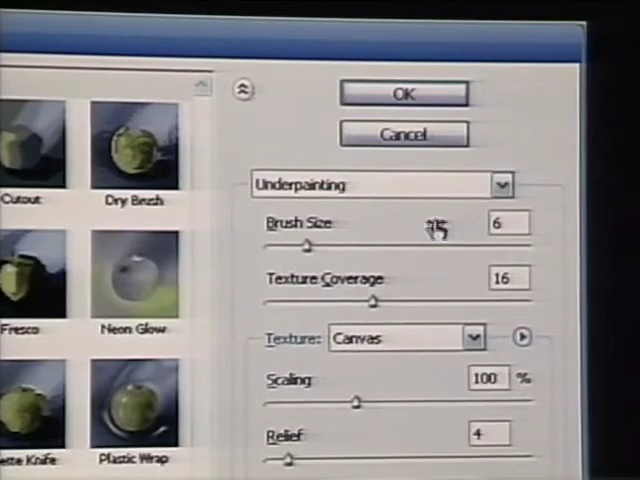 OK
Cancel
Cutout
Dry Brush
Underpainting
Brush Size 6
Texture Coverage 16
Fresco
Neon Glow
Texture: Canvas
Scaling 100 %
Relief 4
ette Knife
Plastic Wrap